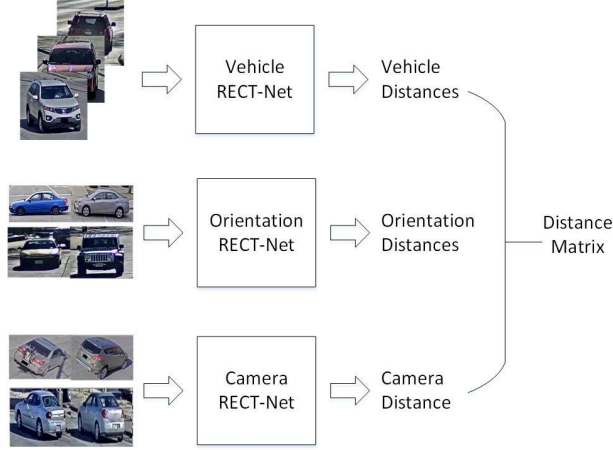 Vehicle
RECT-Net
Vehicle
Distances
Orientation
RECT-Net
Orientation
Distances
Distance
Matrix
Camera
RECT-Net
Camera
Distance